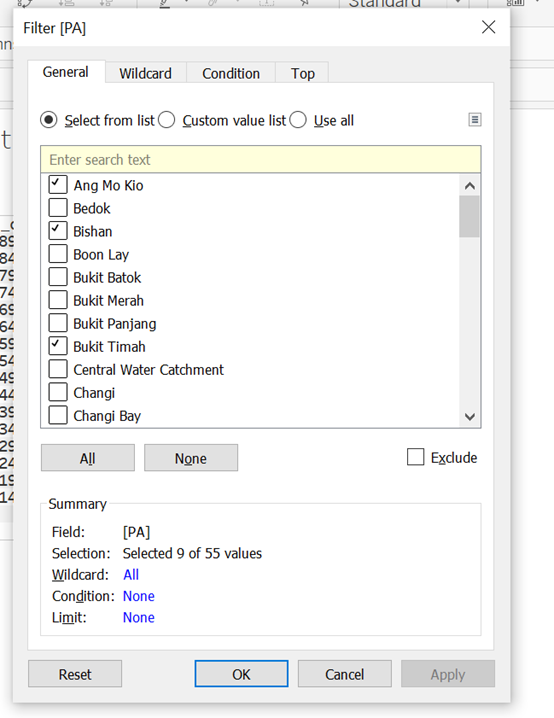 Standard
Filter [PA]
General Wildcard Condition Top
Select from list Custom value list Use all
Enter search text
Ang Mo Kio
Bedok
Bishan
Boon Lay
Bukit Batok
Bukit Merah
Bukit Panjang
Bukit Timah
Central Water Catchment
Changi
Changi Bay
All None Exclude
Summary
Field: [PA]
Selection: Selected 9 of 55 values
Wildcard: All
Condition: None
Limit: None
Reset OK Cancel Apply